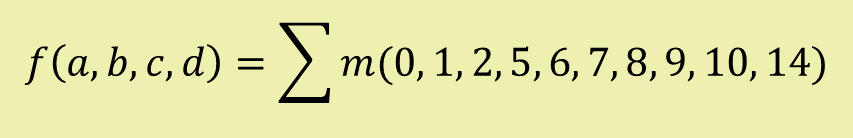 f(a, b, c, d) = ∑ m(0, 1, 2, 5, 6, 7, 8, 9, 10, 14)